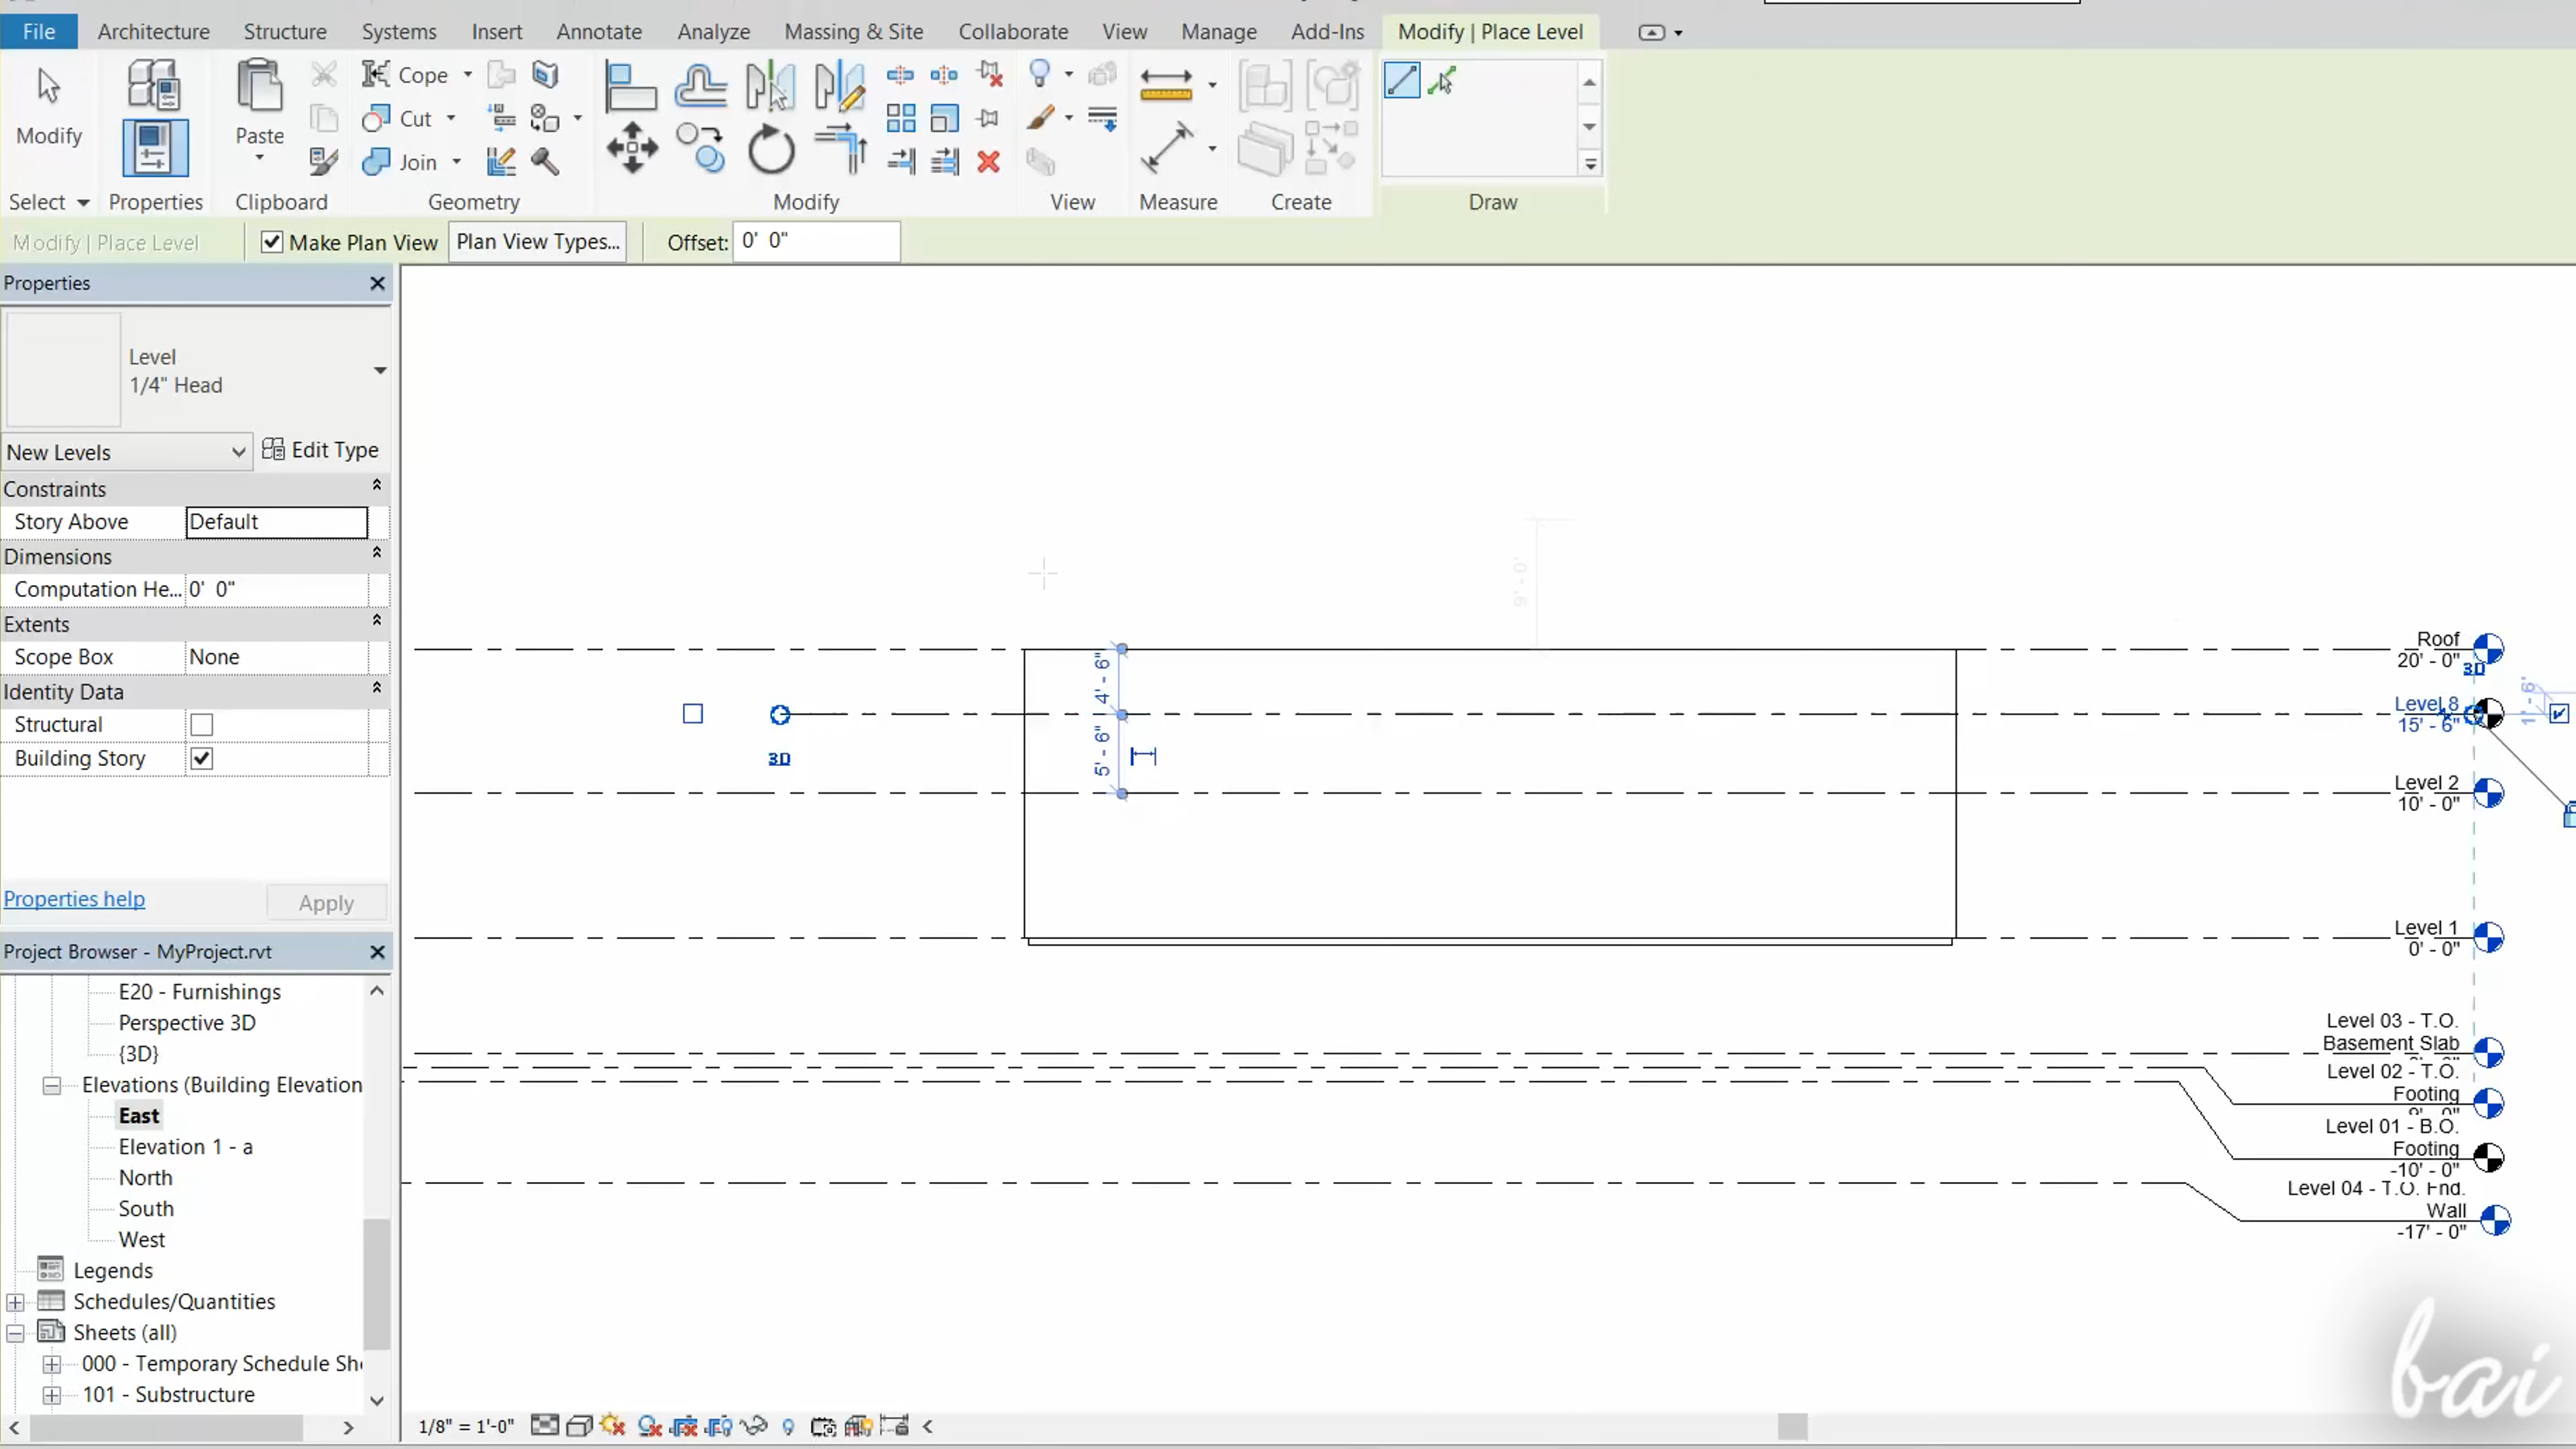 File Architecture Structure Systems Insert Annotate Analyze Massing & Site Collaborate View Manage Add-Ins Modify | Place Level
Modify
Cope
Cut
Join
Paste
Select Properties Clipboard Geometry Modify View Measure Create Draw
Modify | Place Level Make Plan View Plan View Types... Offset: 0' 0"
Properties
Level
1/4" Head
New Levels Edit Type
Constraints
Story Above Default
Dimensions
Computation He... 0' 0"
Extents
Scope Box None
Identity Data
Structural
Building Story
Properties help Apply
Project Browser - MyProject.rvt
E20 - Furnishings
Perspective 3D
{3D}
Elevations (Building Elevation
East
Elevation 1 - a
North
South
West
Legends
Schedules/Quantities
Sheets (all)
000 - Temporary Schedule Sh
101 - Substructure
4' - 6"
5' - 6"
3D
Roof
20' - 0"
3D
Level 8
15' - 6"
1' - 6"
Level 2
10' - 0"
Level 1
0' - 0"
Level 03 - T.O.
Basement Slab
Level 02 - T.O.
Footing
Level 01 - B.O.
Footing
-10' - 0"
Level 04 - T.O. Fnd.
Wall
-17' - 0"
1/8" = 1'-0"
bai